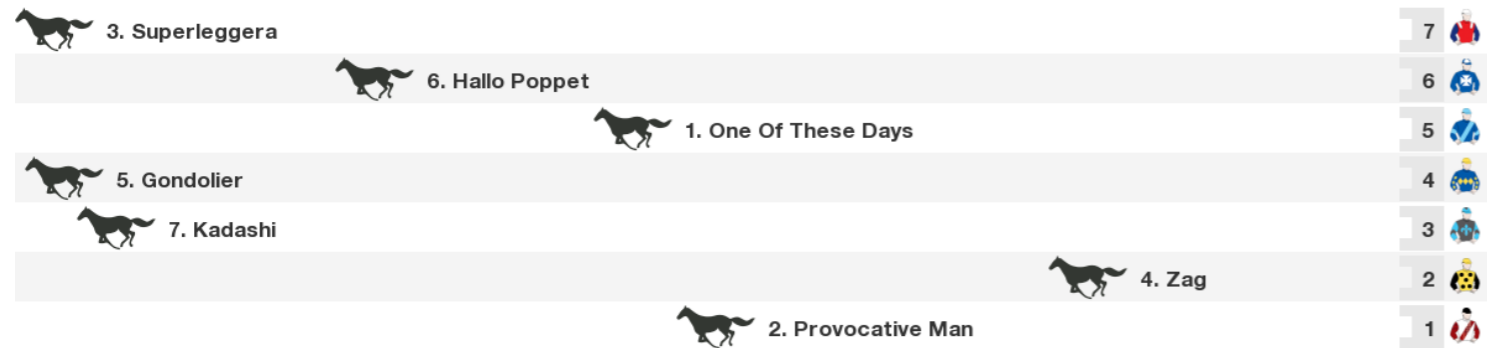 3. Superleggera 7
6. Hallo Poppet 6
1. One Of These Days 5
5. Gondolier 4
7. Kadashi 3
4. Zag 2
2. Provocative Man 1